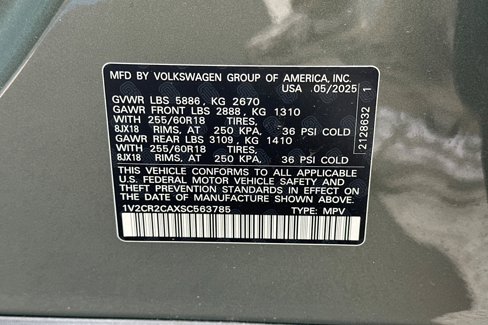 MFD BY VOLKSWAGEN GROUP OF AMERICA, INC.
USA 05/2025
GVWR LBS 5886, KG 2670
GAWR FRONT LBS 2888, KG 1310
WITH 255/60R18 TIRES,
8JX18 RIMS, AT 250 KPA, 36 PSI COLD
GAWR REAR LBS 3109, KG 1410
WITH 255/60R18 TIRES,
8JX18 RIMS, AT 250 KPA, 36 PSI COLD
THIS VEHICLE CONFORMS TO ALL APPLICABLE
U.S. FEDERAL MOTOR VEHICLE SAFETY AND
THEFT PREVENTION STANDARDS IN EFFECT ON
THE DATE OF MANUFACTURE SHOWN ABOVE.
1V2CR2CAXSC563785 TYPE: MPV
2128632 1